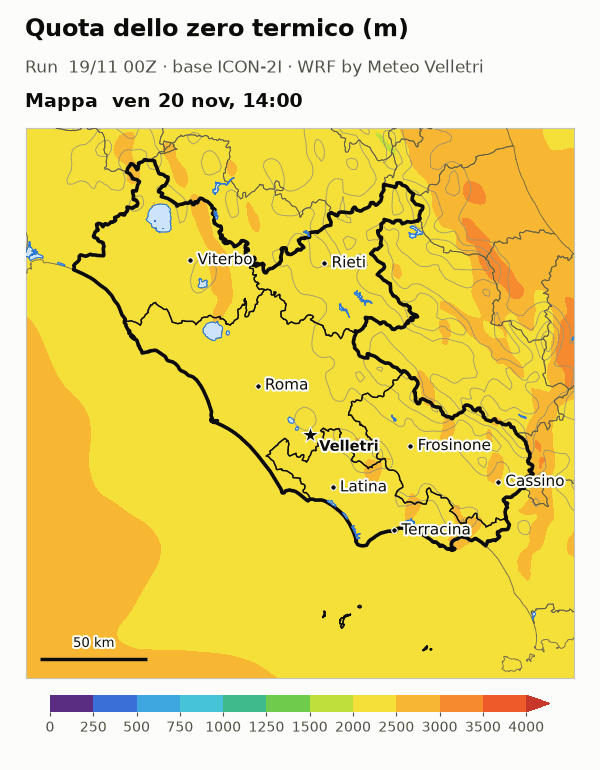 Quota dello zero termico (m)
Run  19/11 00Z · base ICON-2I · WRF by Meteo Velletri
Mappa  ven 20 nov, 14:00
Viterbo
Rieti
Roma
Velletri
Frosinone
Latina
Cassino
Terracina
50 km
0 250 500 750 1000 1250 1500 2000 2500 3000 3500 4000